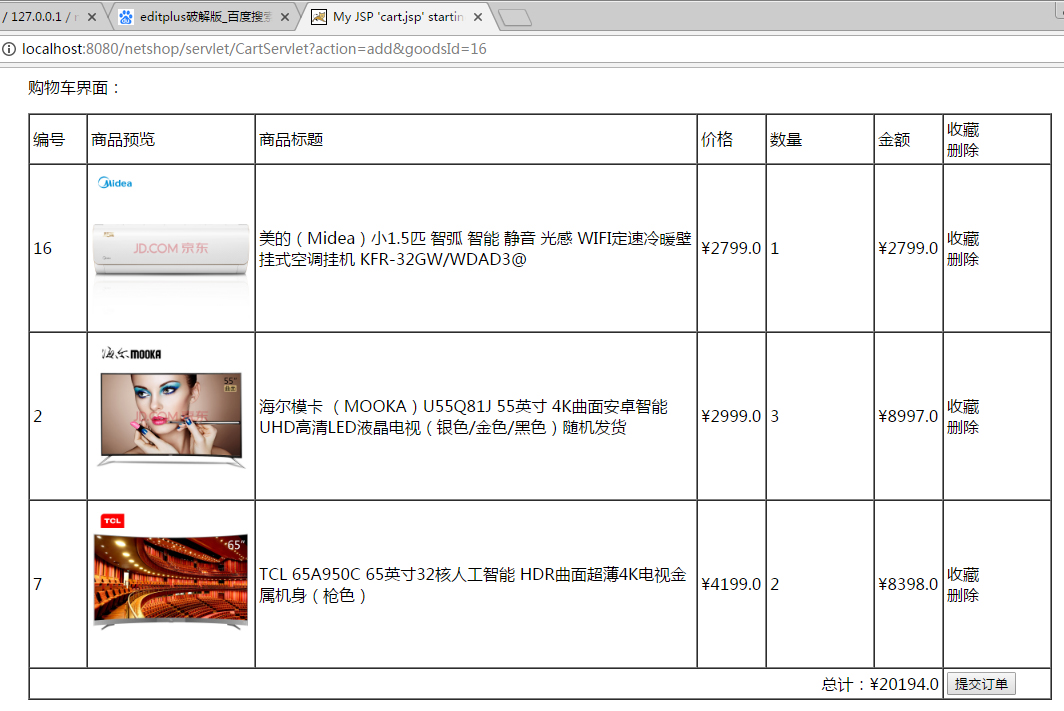 / 127.0.0.1 /
editplus破解版_百度搜索
My JSP 'cart.jsp' startin
localhost:8080/netshop/servlet/CartServlet?action=add&goodsId=16
购物车界面：
编号 商品预览 商品标题 价格 数量 金额 收藏
删除
Midea
JD.COM 京东
16 美的（Midea）小1.5匹 智弧 智能 静音 光感 WIFI定速冷暖壁
挂式空调挂机 KFR-32GW/WDAD3@
¥2799.0 1 ¥2799.0 收藏
删除
海尔MOOKA
55"
JD.COM 京东
2 海尔模卡 （MOOKA）U55Q81J 55英寸 4K曲面安卓智能
UHD高清LED液晶电视（银色/金色/黑色）随机发货
¥2999.0 3 ¥8997.0 收藏
删除
TCL
65"
7 TCL 65A950C 65英寸32核人工智能 HDR曲面超薄4K电视金
属机身（枪色）
¥4199.0 2 ¥8398.0 收藏
删除
总计：¥20194.0 提交订单